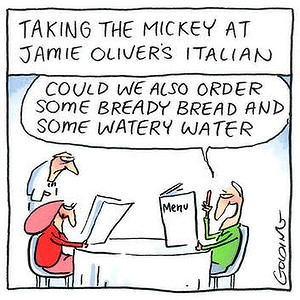 TAKING THE MICKEY AT
JAMIE OLIVER'S ITALIAN
COULD WE ALSO ORDER
SOME BREADY BREAD AND
SOME WATERY WATER
Menu
GOLDING